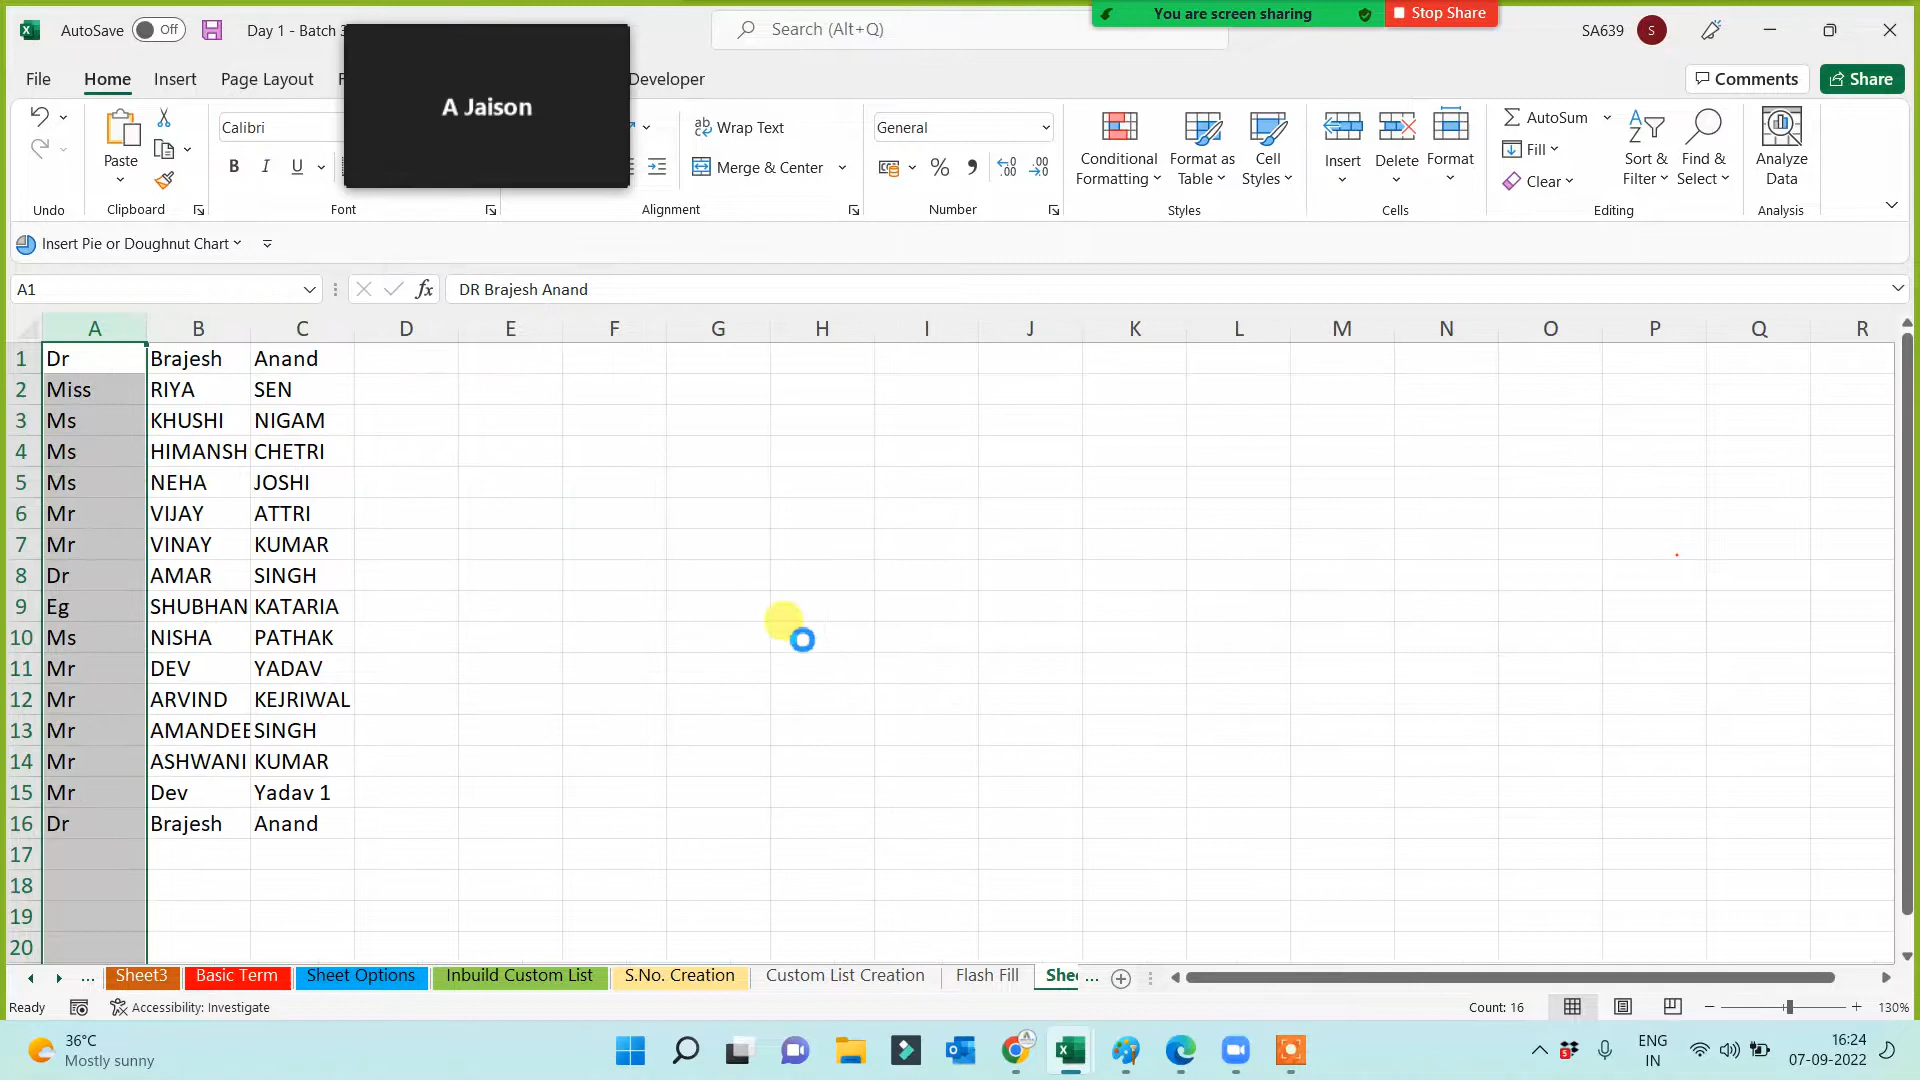 You are screen sharing
Stop Share
AutoSave Off Day 1 - Batch 3 Search (Alt+Q) SA639 S
File Home Insert Page Layout F Developer Comments Share
A Jaison
Paste
Calibri
B I U
Wrap Text
Merge & Center
General
Conditional Formatting
Format as Table
Cell Styles
Insert
Delete
Format
AutoSum
Fill
Clear
Sort & Filter
Find & Select
Analyze Data
Undo Clipboard Font Alignment Number Styles Cells Editing Analysis
Insert Pie or Doughnut Chart
A1 fx DR Brajesh Anand
A B C D E F G H I J K L M N O P Q R
1 Dr Brajesh Anand
2 Miss RIYA SEN
3 Ms KHUSHI NIGAM
4 Ms HIMANSH CHETRI
5 Ms NEHA JOSHI
6 Mr VIJAY ATTRI
7 Mr VINAY KUMAR
8 Dr AMAR SINGH
9 Eg SHUBHAN KATARIA
10 Ms NISHA PATHAK
11 Mr DEV YADAV
12 Mr ARVIND KEJRIWAL
13 Mr AMANDEE SINGH
14 Mr ASHWANI KUMAR
15 Mr Dev Yadav 1
16 Dr Brajesh Anand
17
18
19
20
... Sheet3 Basic Term Sheet Options Inbuild Custom List S.No. Creation Custom List Creation Flash Fill Shee ...
Ready Accessibility: Investigate Count: 16 130%
36°C
Mostly sunny
ENG
IN
16:24
07-09-2022